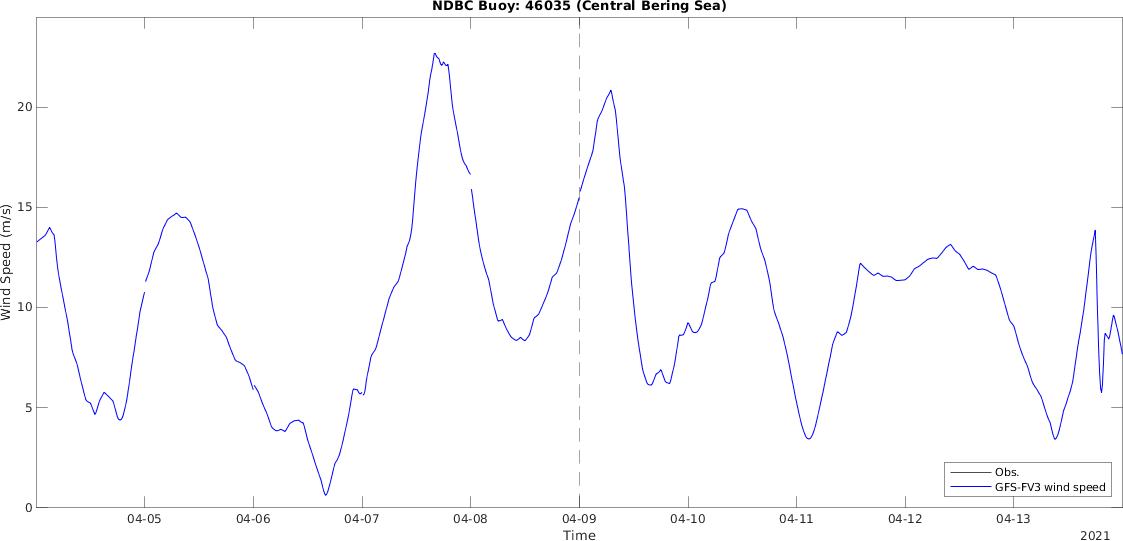 NDBC Buoy: 46035 (Central Bering Sea)
Wind Speed (m/s)
20
15
10
5
0
04-05 04-06 04-07 04-08 04-09 04-10 04-11 04-12 04-13
Time
2021
Obs.
GFS-FV3 wind speed